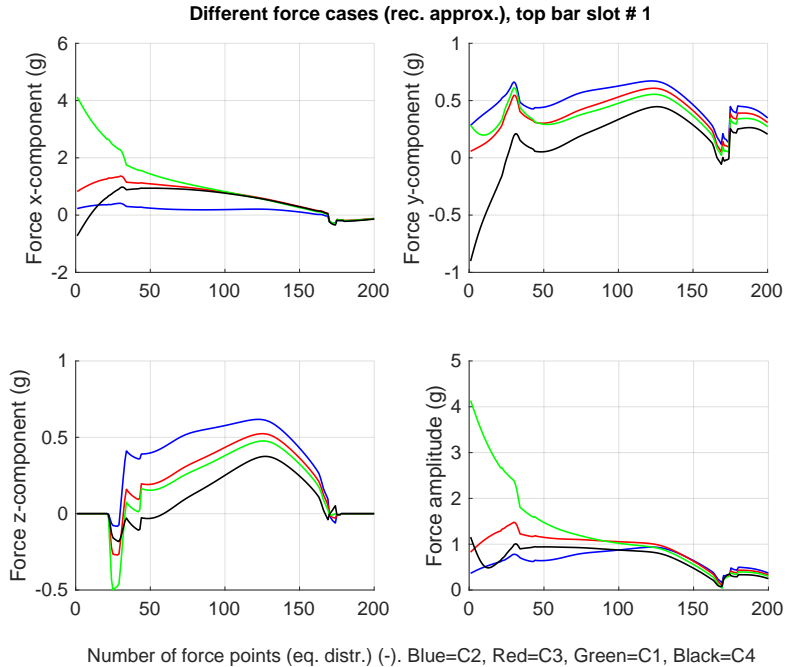 Different force cases (rec. approx.), top bar slot # 1
Force x-component (g)
6
4
2
0
-2
0 50 100 150 200
Force y-component (g)
1
0.5
0
-0.5
-1
0 50 100 150 200
Force z-component (g)
1
0.5
0
-0.5
0 50 100 150 200
Force amplitude (g)
5
4
3
2
1
0
0 50 100 150 200
Number of force points (eq. distr.) (-). Blue=C2, Red=C3, Green=C1, Black=C4